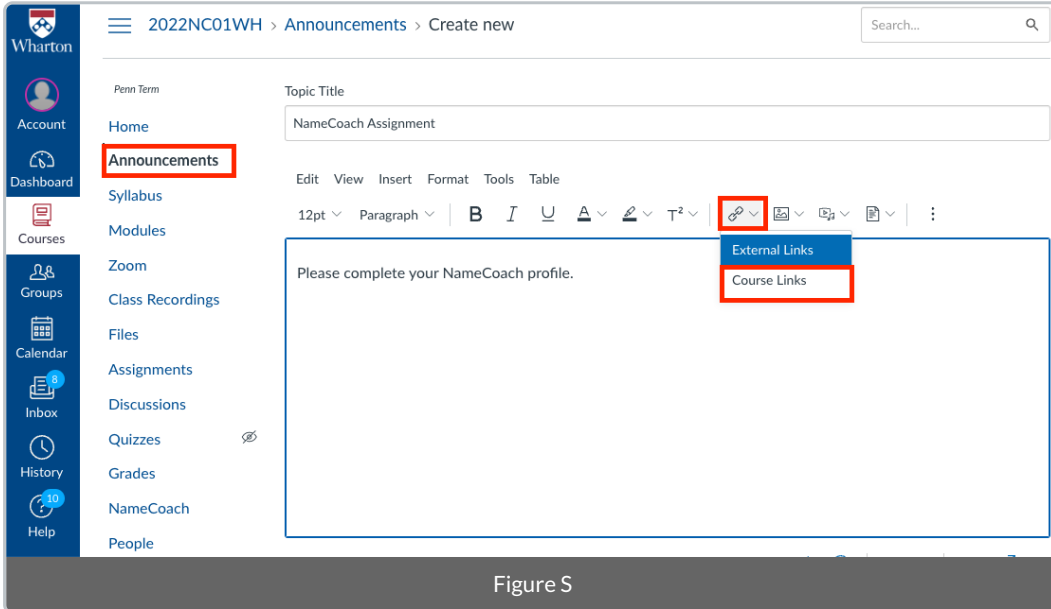 Wharton
Account
Dashboard
Courses
Groups
Calendar
8
Inbox
History
10
Help
2022NC01WH > Announcements > Create new
Search...
Penn Term
Home
Announcements
Syllabus
Modules
Zoom
Class Recordings
Files
Assignments
Discussions
Quizzes
Grades
NameCoach
People
Topic Title
NameCoach Assignment
Edit View Insert Format Tools Table
12pt Paragraph B I U A T²
External Links
Course Links
Please complete your NameCoach profile.
Figure S